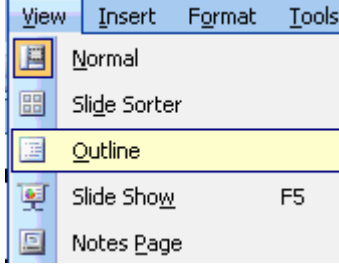 View Insert Format Tools
Normal
Slide Sorter
Outline
Slide Show F5
Notes Page